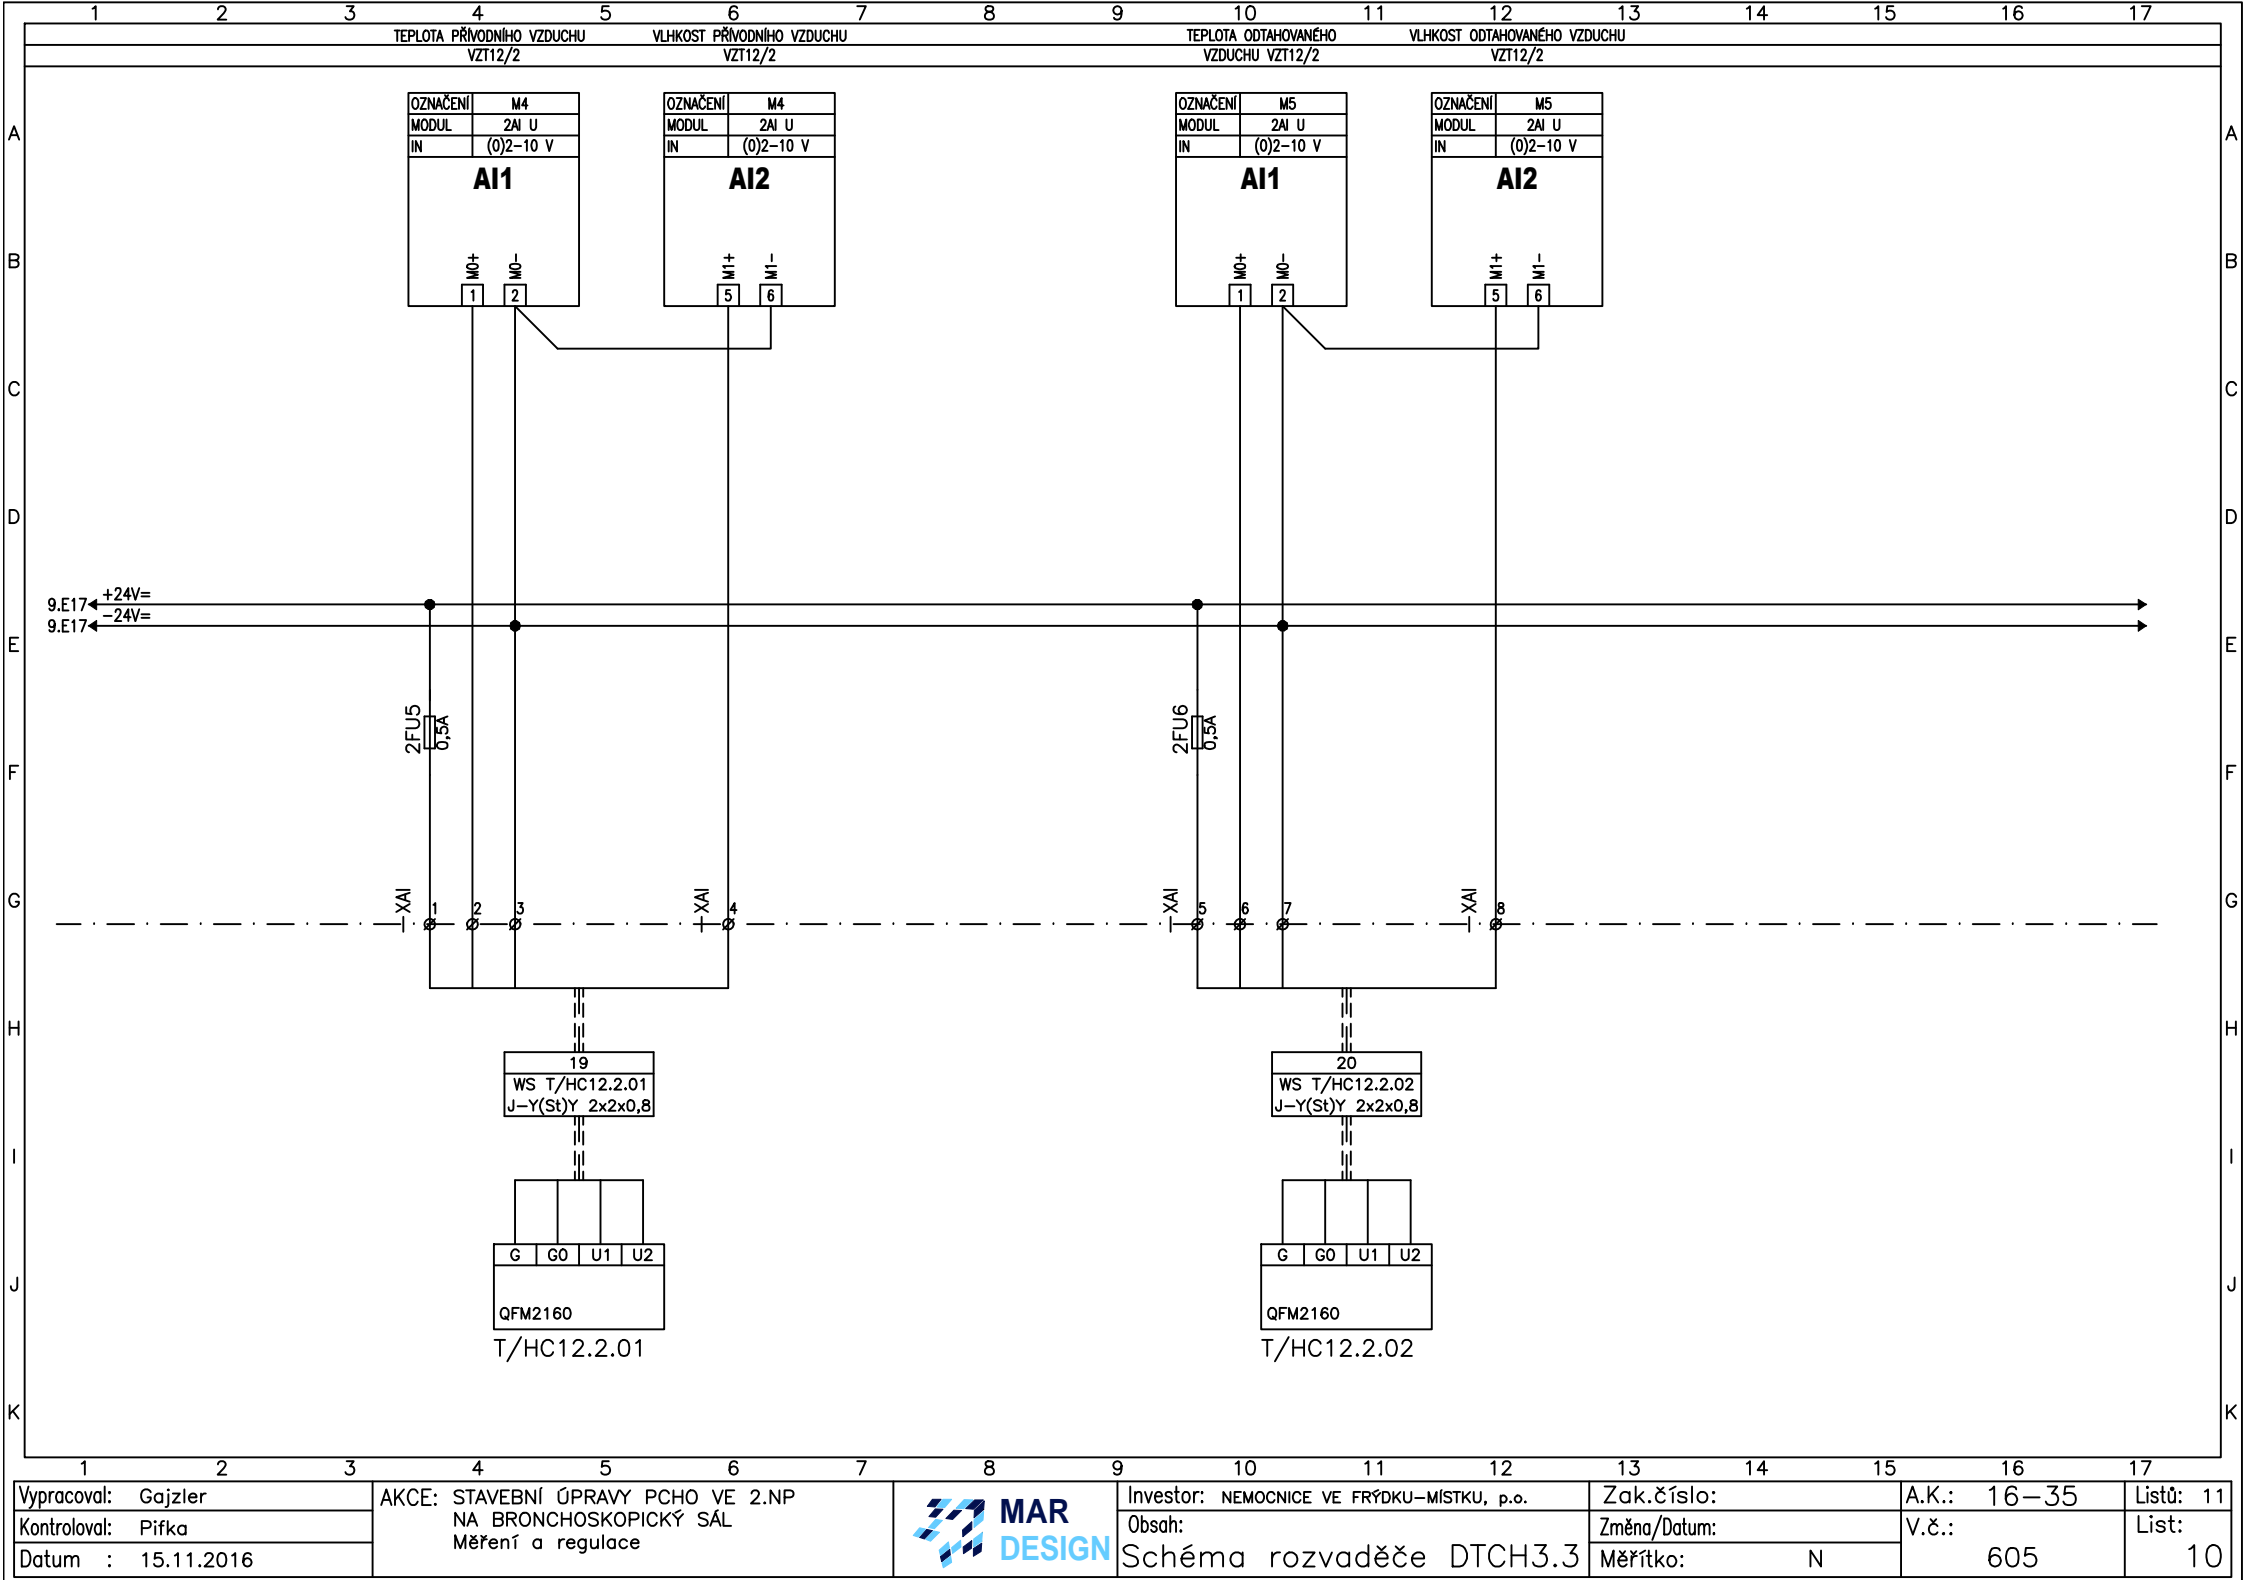 1 2 3 4 5 6 7 8 9 10 11 12 13 14 15 16 17
TEPLOTA PŘÍVODNÍHO VZDUCHU VLHKOST PŘÍVODNÍHO VZDUCHU TEPLOTA ODTAHOVANÉHO VLHKOST ODTAHOVANÉHO VZDUCHU
VZT12/2 VZT12/2 VZDUCHU VZT12/2 VZT12/2
OZNAČENÍ M4 OZNAČENÍ M4 OZNAČENÍ M5 OZNAČENÍ M5
A MODUL 2AI U MODUL 2AI U MODUL 2AI U MODUL 2AI U A
IN (0)2-10 V IN (0)2-10 V IN (0)2-10 V IN (0)2-10 V
AI1 AI2 AI1 AI2
B M0+ M0- M1+ M1- M0+ M0- M1+ M1- B
1 2 5 6 1 2 5 6
C C
D D
9.E17 +24V=
9.E17 -24V=
E E
2FU5 0,5A 2FU6 0,5A
F F
G XAI 1 2 3 XAI 4 XAI 5 6 7 XAI 8 G
H H
19 20
WS T/HC12.2.01 WS T/HC12.2.02
J-Y(St)Y 2x2x0,8 J-Y(St)Y 2x2x0,8
I I
G G0 U1 U2 G G0 U1 U2
J J
QFM2160 QFM2160
T/HC12.2.01 T/HC12.2.02
K K
1 2 3 4 5 6 7 8 9 10 11 12 13 14 15 16 17
Vypracoval: Gajzler
Kontroloval: Pifka
Datum : 15.11.2016
AKCE: STAVEBNÍ ÚPRAVY PCHO VE 2.NP
NA BRONCHOSKOPICKÝ SÁL
Měření a regulace
MAR
DESIGN
Investor: NEMOCNICE VE FRÝDKU-MÍSTKU, p.o.
Obsah:
Schéma rozvaděče DTCH3.3
Zak.číslo:
Změna/Datum:
Měřítko: N
A.K.: 16-35
V.č.:
605
Listů: 11
List:
10